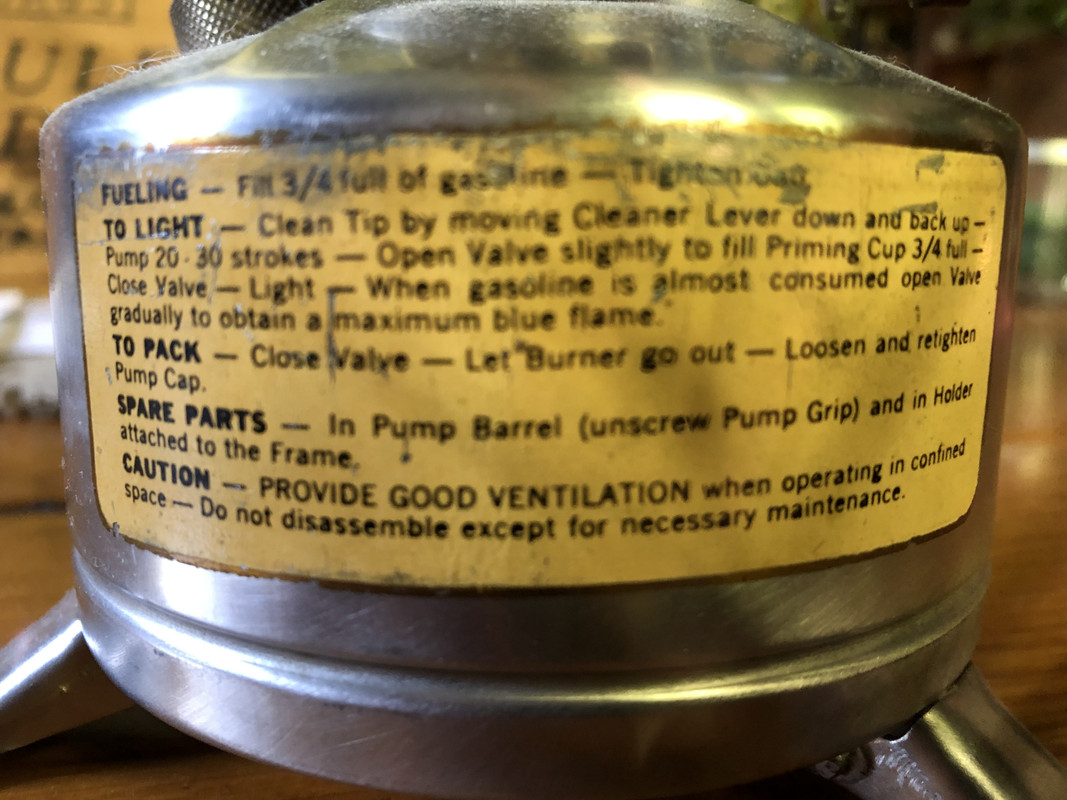 FUELING — Fill 3/4 full of gasoline — Tighten Cap
TO LIGHT — Clean Tip by moving Cleaner Lever down and back up —
Pump 20-30 strokes — Open Valve slightly to fill Priming Cup 3/4 full —
Close Valve — Light — When gasoline is almost consumed open Valve
gradually to obtain a maximum blue flame.
TO PACK — Close Valve — Let Burner go out — Loosen and retighten
Pump Cap.
SPARE PARTS — In Pump Barrel (unscrew Pump Grip) and in Holder
attached to the Frame.
CAUTION — PROVIDE GOOD VENTILATION when operating in confined
space — Do not disassemble except for necessary maintenance.